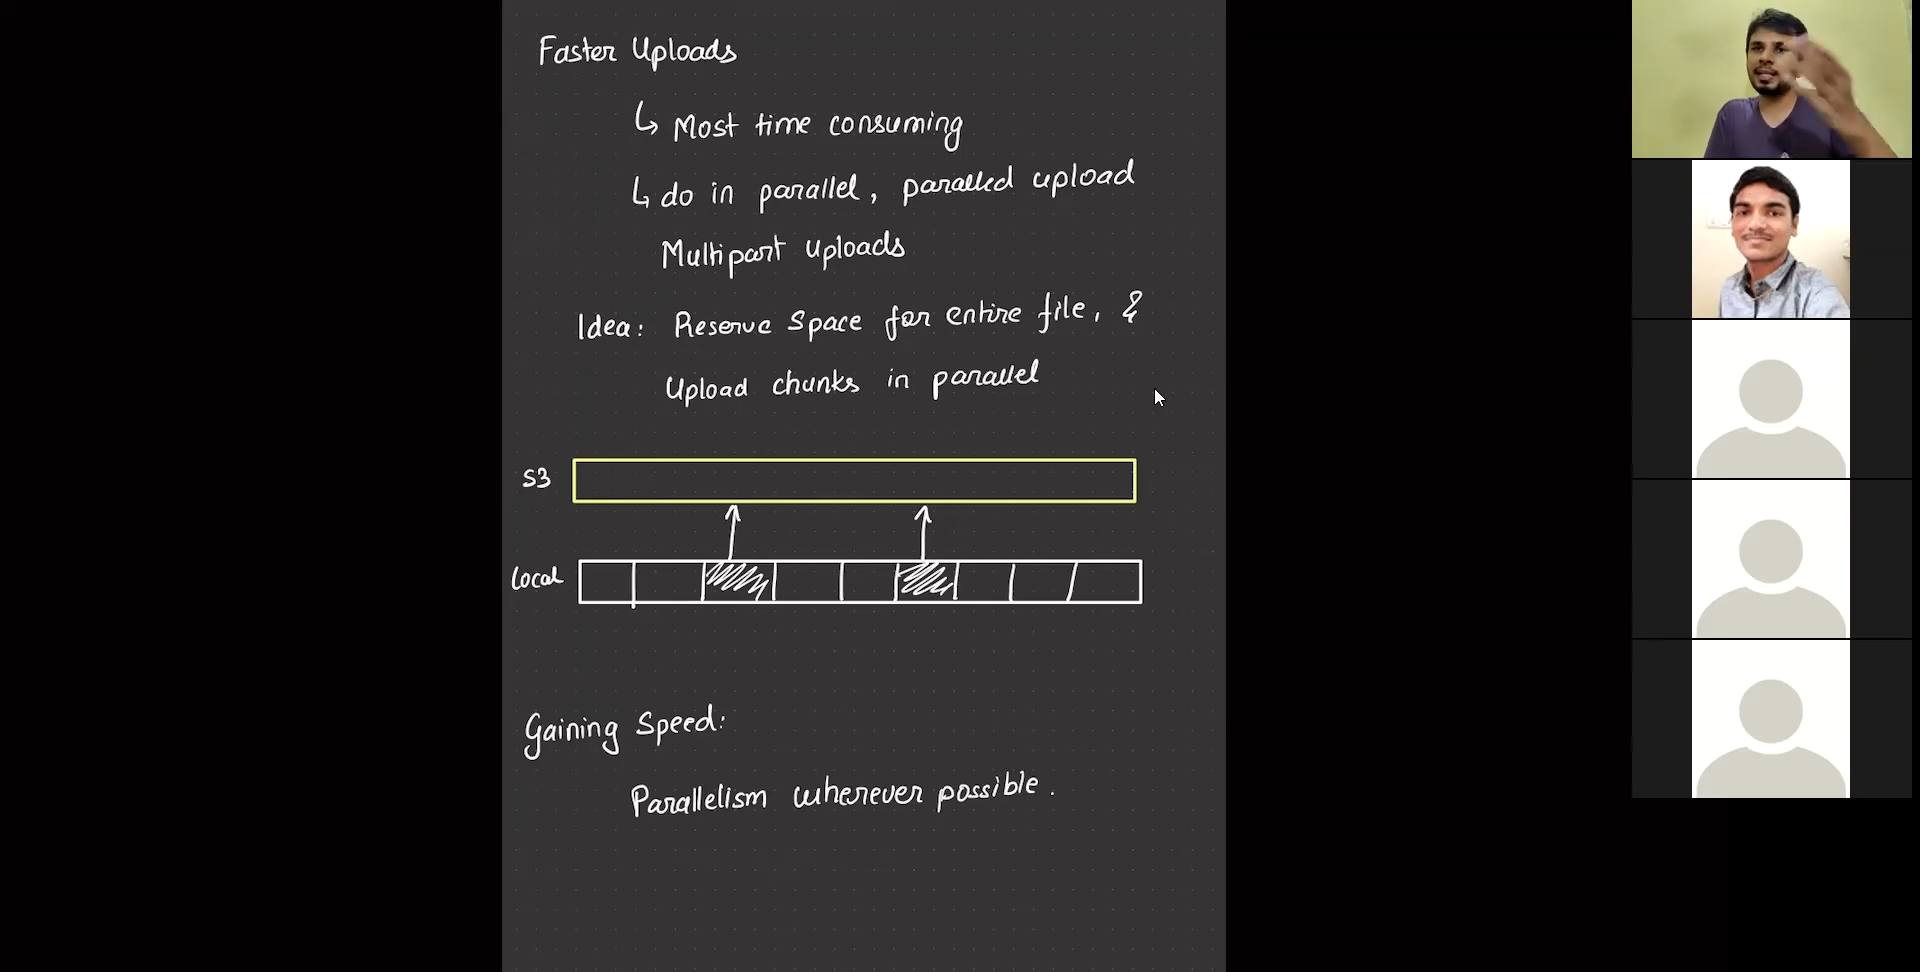 Faster Uploads
↳ Most time consuming
↳ do in parallel, parallel upload
Multipart uploads
Idea: Reserve Space for entire file, &
Upload chunks in parallel
S3
local
Gaining Speed:
Parallelism wherever possible.